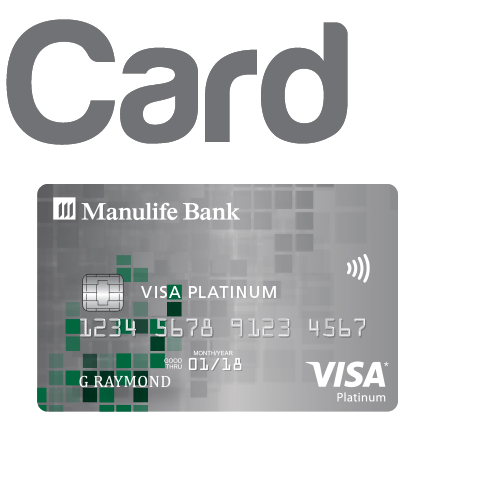 Card
Manulife Bank
VISA PLATINUM
1234 5678 9123 4567
MONTH/YEAR
GOOD THRU 01/18
G RAYMOND
VISA*
Platinum